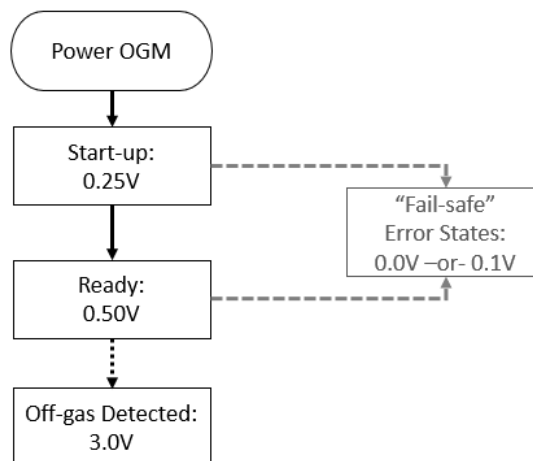 Power OGM
Start-up:
0.25V
“Fail-safe”
Error States:
0.0V –or- 0.1V
Ready:
0.50V
Off-gas Detected:
3.0V